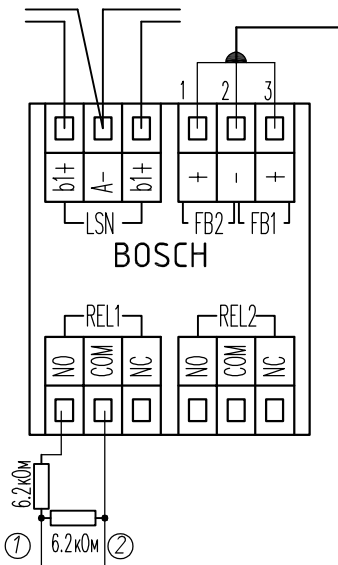 1 2 3
b1+ A- b1+ + - +
LSN FB2 FB1
BOSCH
REL1 REL2
NO COM NC NO COM NC
6.2кОм
1 6.2кОм 2